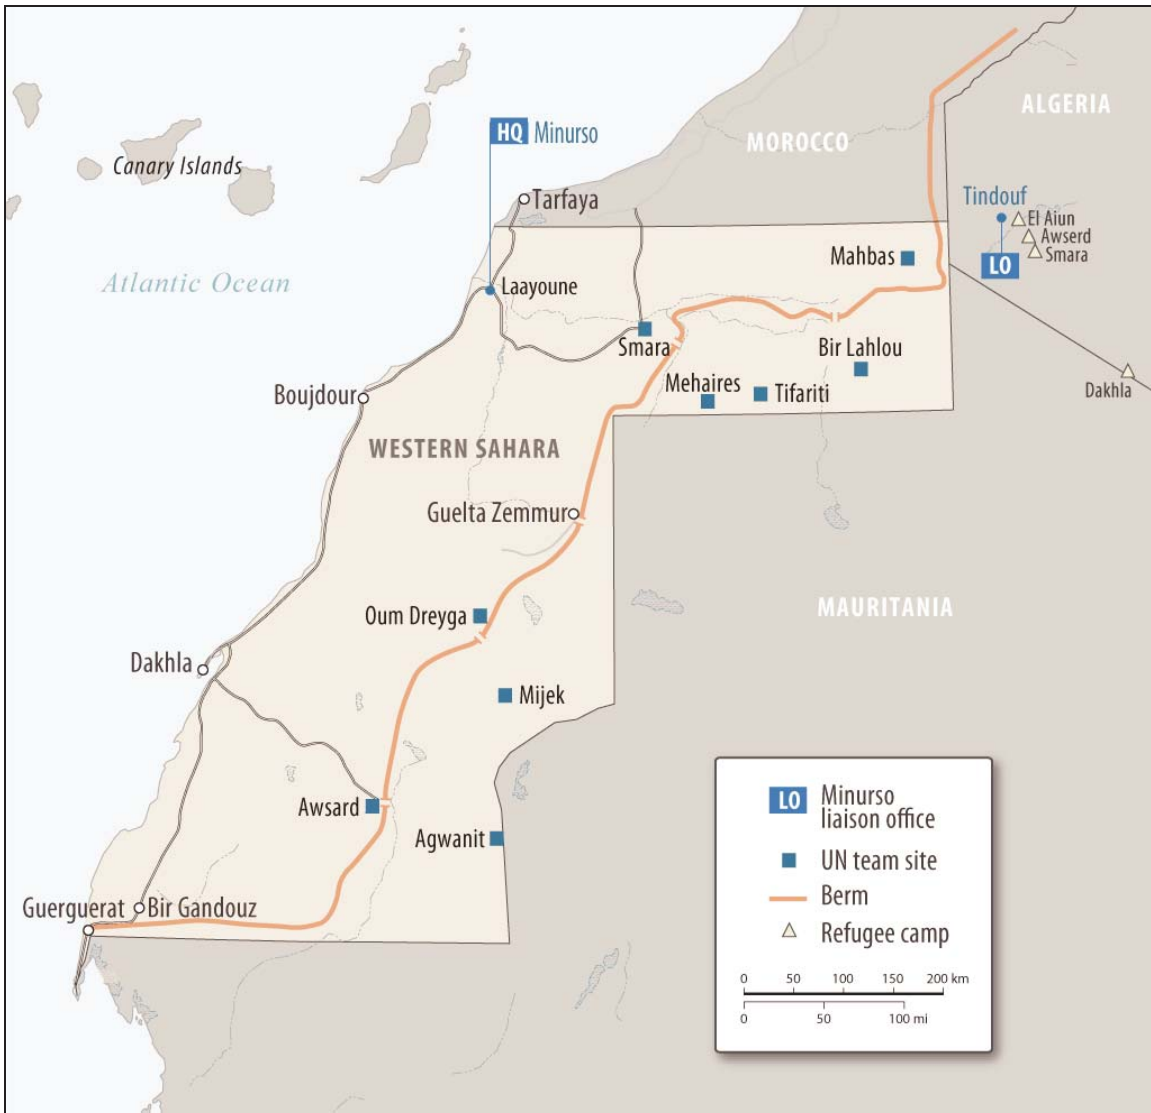 HQ Minurso
ALGERIA
MOROCCO
Canary Islands
Tarfaya
Tindouf
El Aiun
Awserd
Smara
LO
Mahbas
Atlantic Ocean
Laayoune
Smara
Bir Lahlou
Mehaires
Tifariti
Dakhla
Boujdour
WESTERN SAHARA
Guelta Zemmur
Oum Dreyga
MAURITANIA
Dakhla
Mijek
Awsard
Agwanit
Guerguerat
Bir Gandouz
LO Minurso
liaison office
UN team site
Berm
Refugee camp
0 50 100 150 200 km
0 50 100 mi